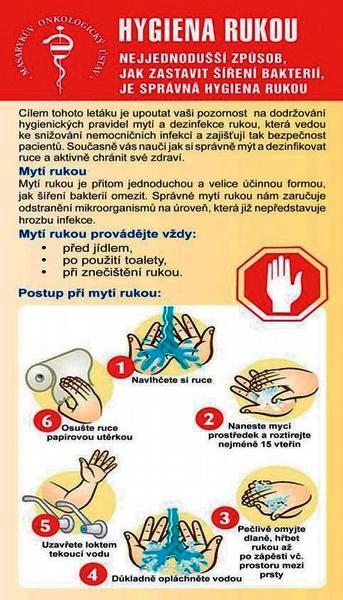 MASARYKŮV ONKOLOGICKÝ ÚSTAV
HYGIENA RUKOU
NEJJEDNODUŠŠÍ ZPŮSOB,
JAK ZASTAVIT ŠÍŘENÍ BAKTERIÍ,
JE SPRÁVNÁ HYGIENA RUKOU
Cílem tohoto letáku je upoutat vaši pozornost na dodržování
hygienických pravidel mytí a dezinfekce rukou, která vedou
ke snižování nemocničních infekcí a zajišťují tak bezpečnost
pacientů. Současně vás naučí jak si správně mýt a dezinfikovat
ruce a aktivně chránit své zdraví.
Mytí rukou
Mytí rukou je přitom jednoduchou a velice účinnou formou,
jak šíření bakterií omezit. Správné mytí rukou nám zaručuje
odstranění mikroorganismů na úroveň, která již nepředstavuje
hrozbu infekce.
Mytí rukou provádějte vždy:
• před jídlem,
• po použití toalety,
• při znečištění rukou.
Postup při mytí rukou:
1
Navlhčete si ruce
2
Naneste mycí
prostředek a roztírejte
nejméně 15 vteřin
3
Pečlivě omyjte
dlaně, hřbet
rukou až
po zápěstí vč.
prostoru mezi
prsty
4
Důkladně opláchněte vodou
5
Uzavřete loktem
tekoucí vodu
6
Osušte ruce
papírovou utěrkou